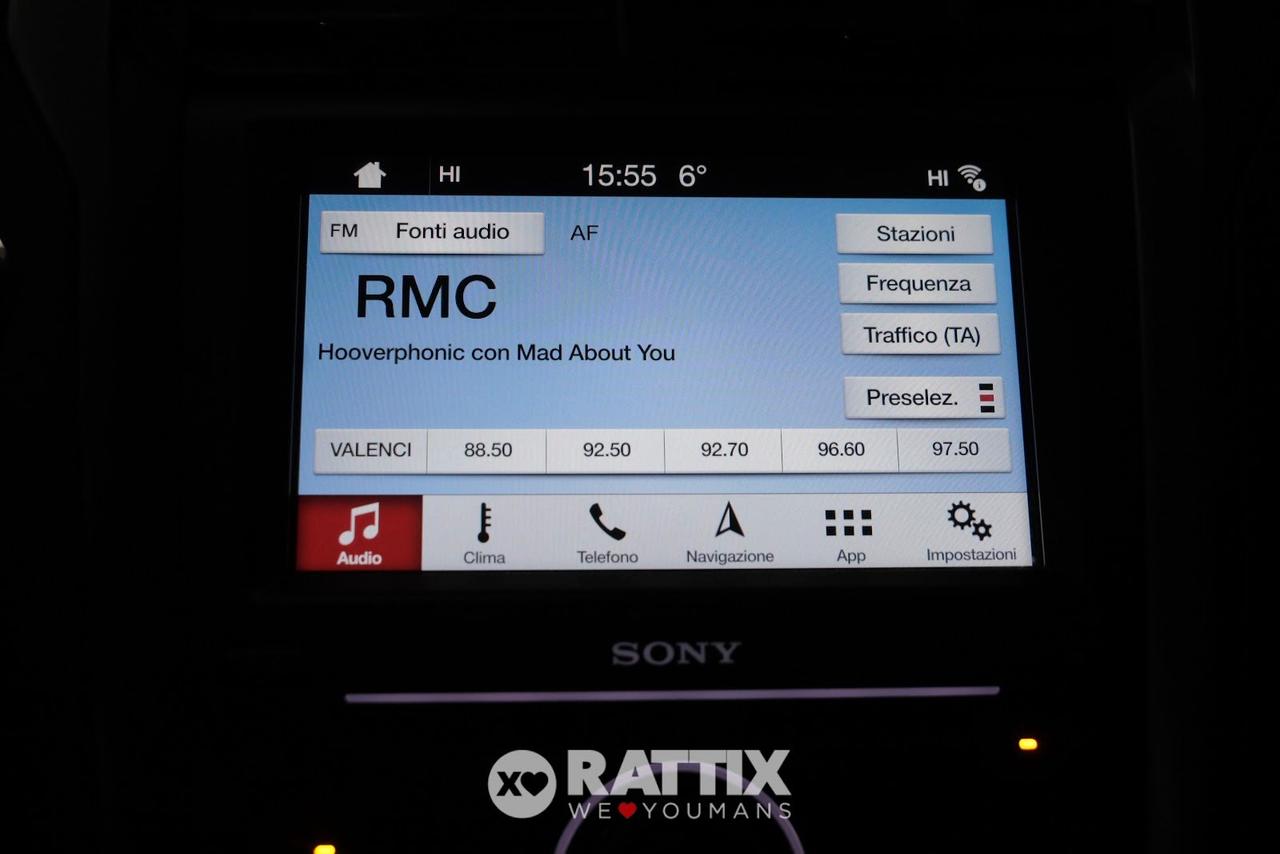 HI 15:55 6° HI
FM Fonti audio AF
Stazioni
RMC
Frequenza
Hooverphonic con Mad About You
Traffico (TA)
Preselez.
VALENCI 88.50 92.50 92.70 96.60 97.50
Audio Clima Telefono Navigazione App Impostazioni
SONY
XO RATTIX
WE YOUMANS